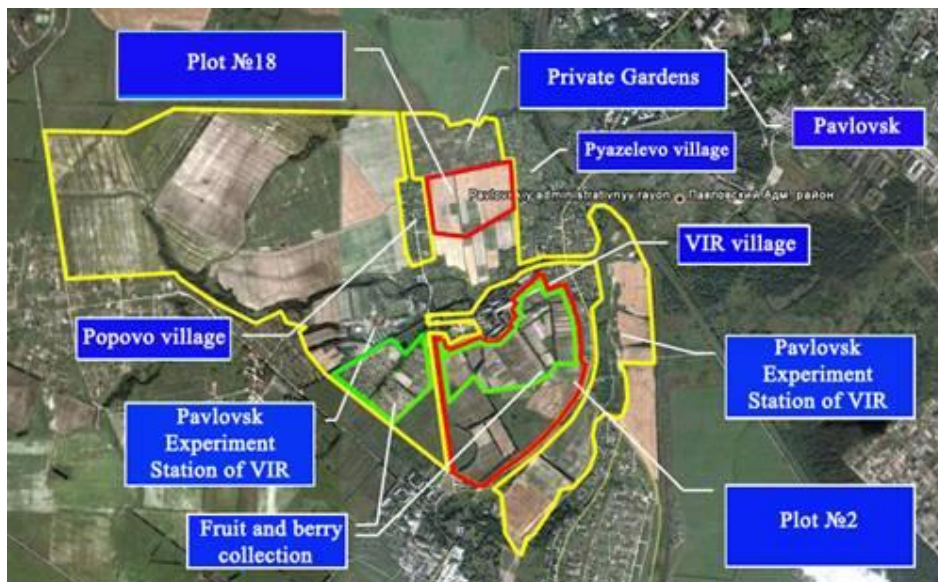 Plot №18
Private Gardens
Pavlovsk
Pyazelevo village
Pavlovskiy administrativnyy rayon
Павловский Адм. район
VIR village
Popovo village
Pavlovsk
Experiment
Station of VIR
Pavlovsk
Experiment
Station of VIR
Fruit and berry
collection
Plot №2